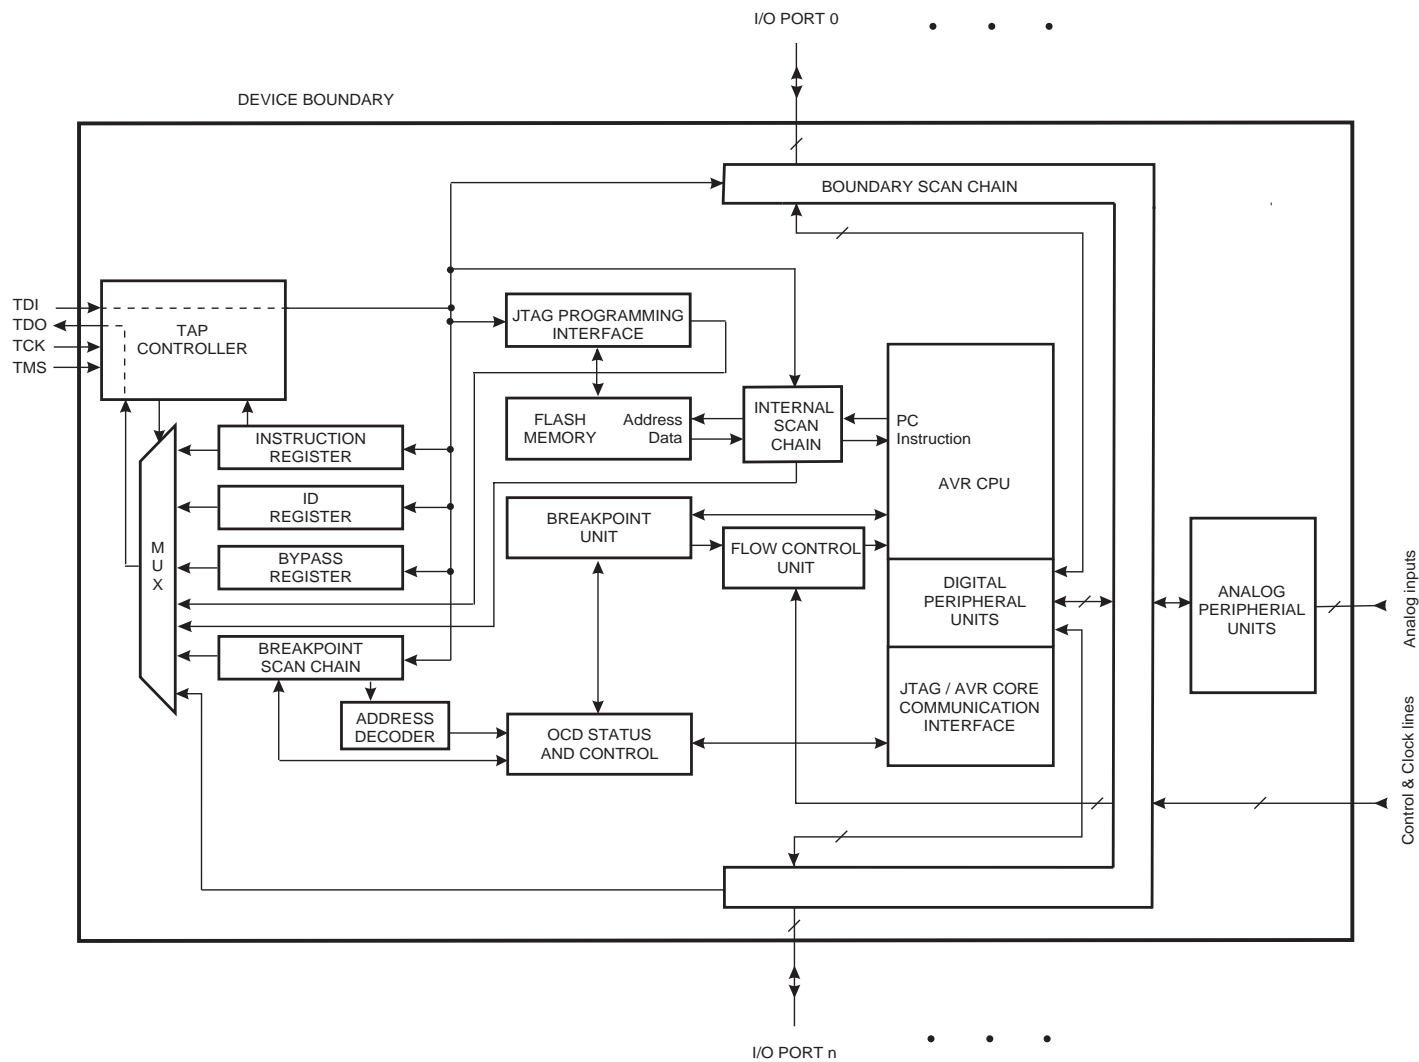 I/O PORT 0
DEVICE BOUNDARY
BOUNDARY SCAN CHAIN
TDI
TDO
TCK
TMS
TAP
CONTROLLER
JTAG PROGRAMMING
INTERFACE
FLASH
MEMORY
Address
Data
INTERNAL
SCAN
CHAIN
PC
Instruction
AVR CPU
INSTRUCTION
REGISTER
ID
REGISTER
BYPASS
REGISTER
M
U
X
BREAKPOINT
UNIT
FLOW CONTROL
UNIT
DIGITAL
PERIPHERAL
UNITS
ANALOG
PERIPHERIAL
UNITS
Analog inputs
BREAKPOINT
SCAN CHAIN
ADDRESS
DECODER
OCD STATUS
AND CONTROL
JTAG / AVR CORE
COMMUNICATION
INTERFACE
Control & Clock lines
I/O PORT n